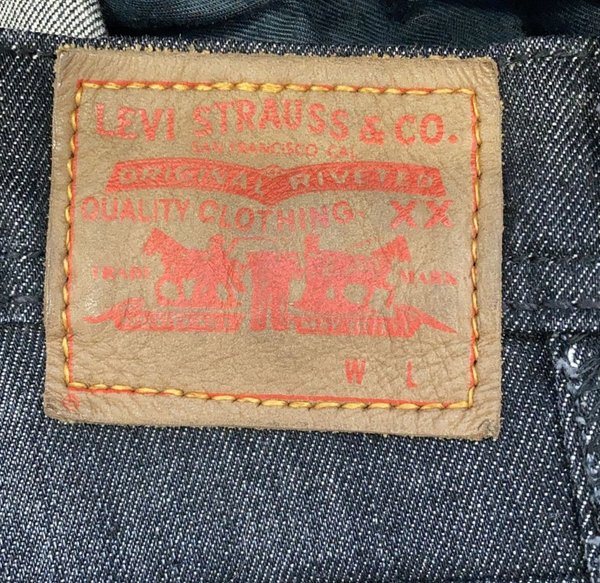 LEVI STRAUSS & CO.
SAN FRANCISCO CAL
ORIGINAL RIVETED
QUALITY CLOTHING XX
TRADE MARK
W L